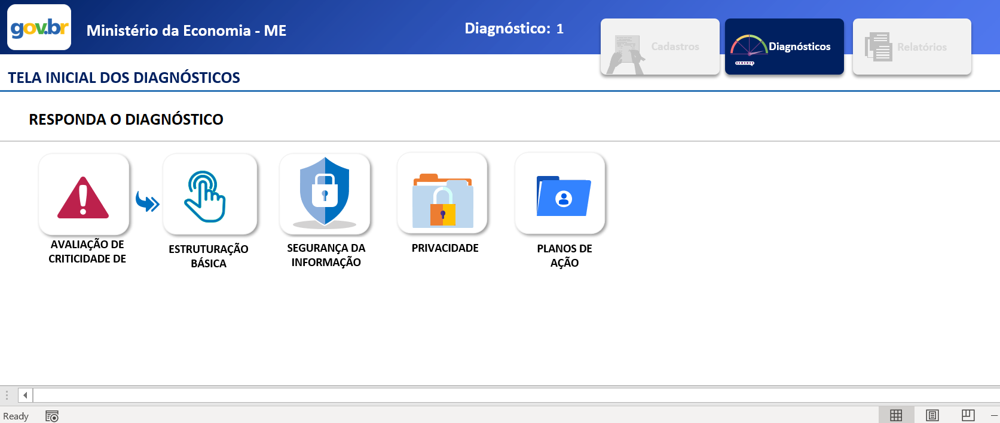 gov.br
Ministério da Economia - ME
Diagnóstico: 1
Cadastros
Diagnósticos
Relatórios
TELA INICIAL DOS DIAGNÓSTICOS
RESPONDA O DIAGNÓSTICO
AVALIAÇÃO DE
CRITICIDADE DE
ESTRUTURAÇÃO
BÁSICA
SEGURANÇA DA
INFORMAÇÃO
PRIVACIDADE
PLANOS DE
AÇÃO
Ready